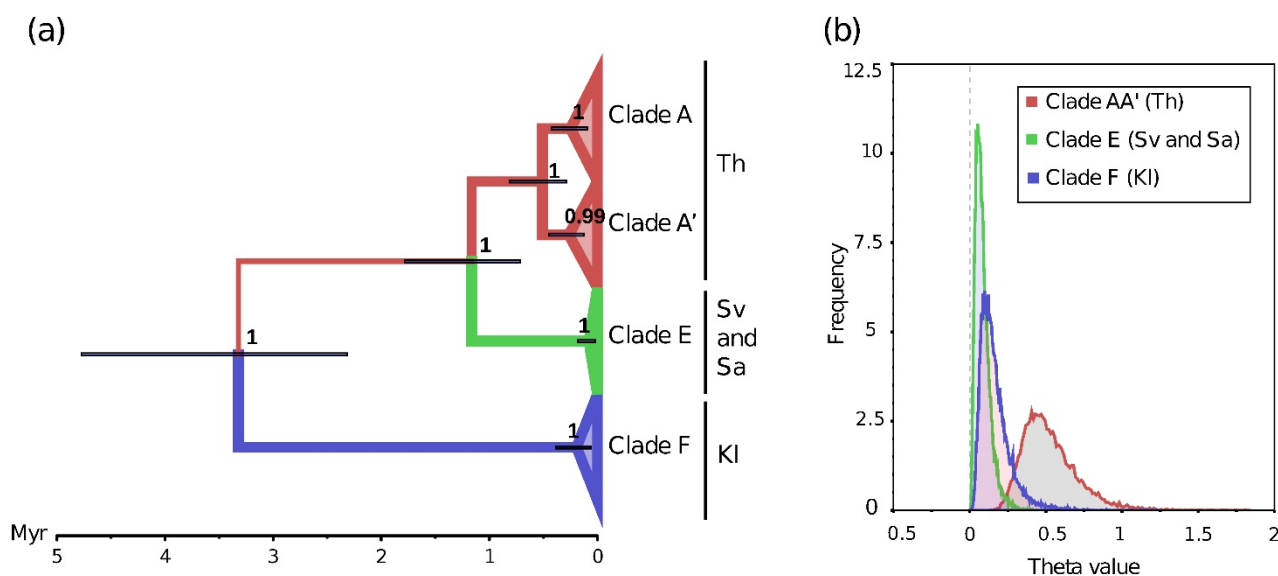 (a)
1
Clade A
1
Th
0.99
Clade A'
1
1
Clade E
Sv
and
Sa
1
1
Clade F
Kl
Myr
5
4
3
2
1
0
(b)
12.5
10
7.5
5
2.5
0
Frequency
Clade AA' (Th)
Clade E (Sv and Sa)
Clade F (Kl)
0.5
0
0.5
1
1.5
2
Theta value